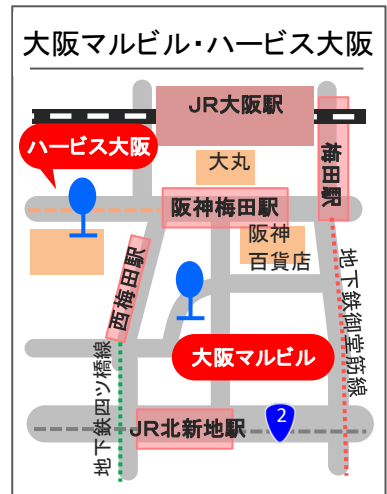 大阪マルビル・ハービス大阪
JR大阪駅
ハービス大阪
大丸
梅田駅
阪神梅田駅
阪神
百貨店
西梅田駅
地下鉄御堂筋線
大阪マルビル
地下鉄四ツ橋線
JR北新地駅
2